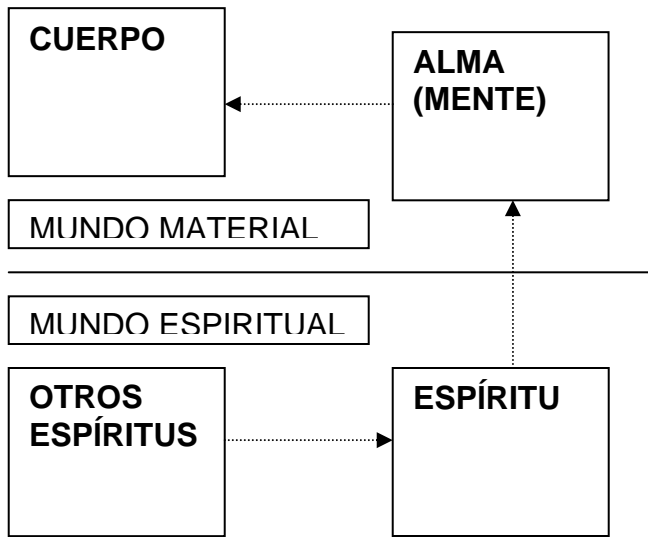 CUERPO
ALMA
(MENTE)
MUNDO MATERIAL
MUNDO ESPIRITUAL
OTROS
ESPÍRITUS
ESPÍRITU